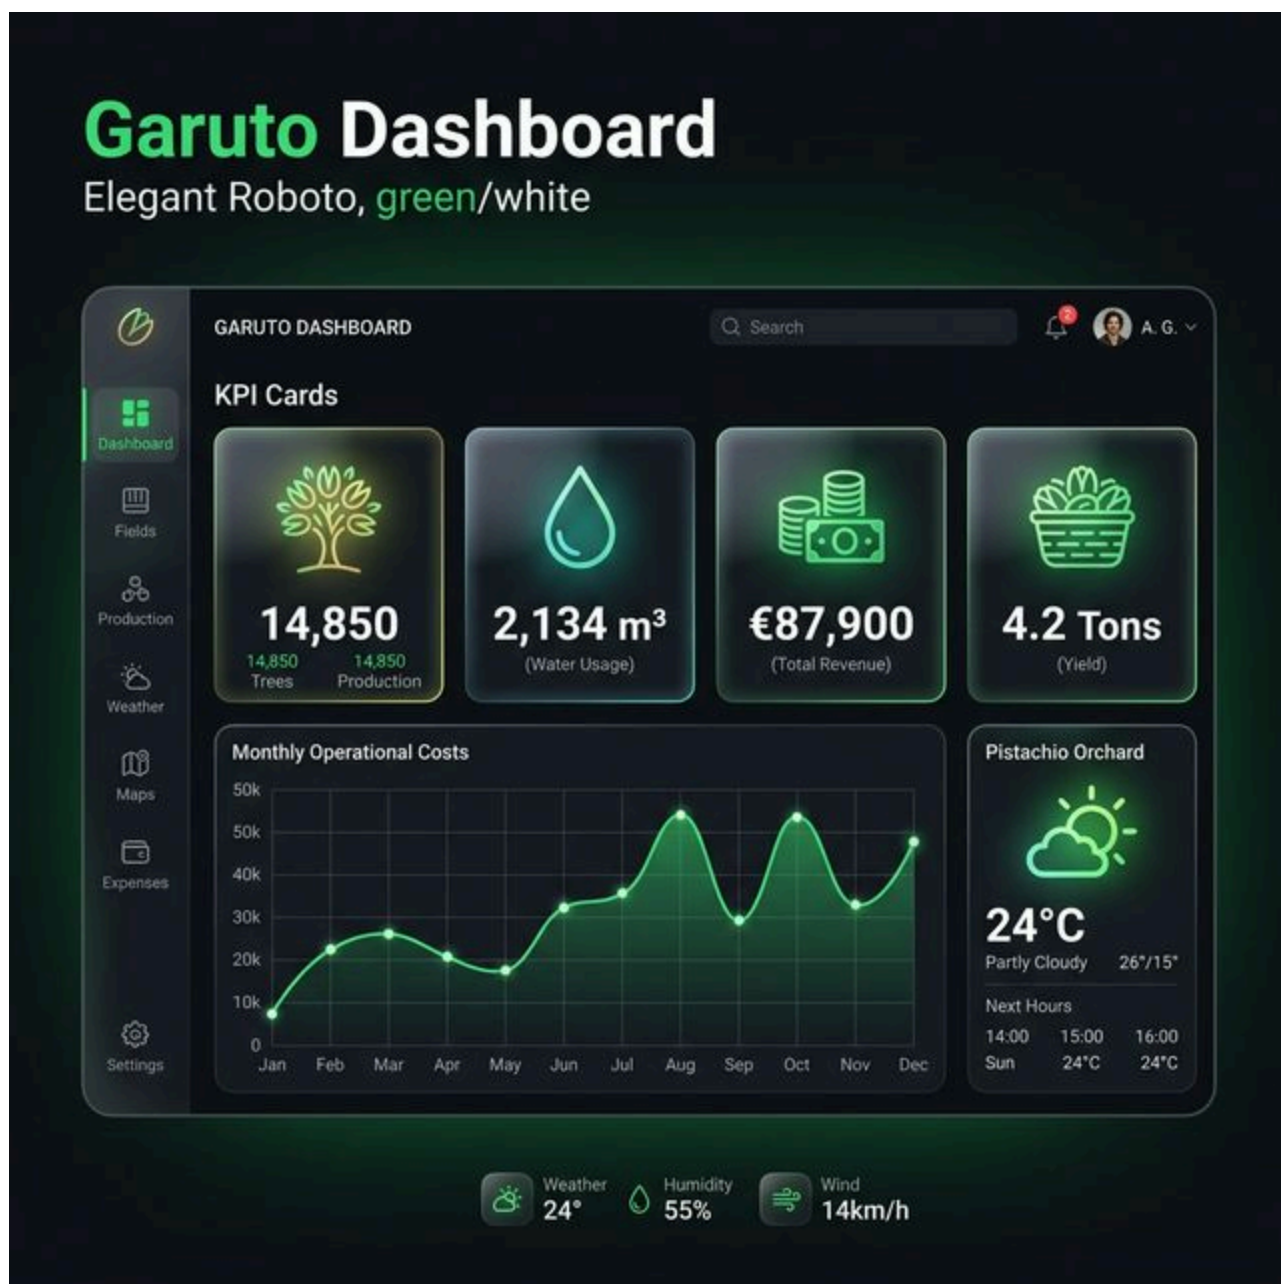 Garuto Dashboard
Elegant Roboto, green/white
GARUTO DASHBOARD
Search
2
A. G.
Dashboard
Fields
Production
Weather
Maps
Expenses
Settings
KPI Cards
14,850
14,850 14,850
Trees Production
2,134 m³
(Water Usage)
€87,900
(Total Revenue)
4.2 Tons
(Yield)
Monthly Operational Costs
50k
50k
40k
30k
20k
10k
0
Jan Feb Mar Apr May Jun Jul Aug Sep Oct Nov Dec
Pistachio Orchard
24°C
Partly Cloudy 26°/15°
Next Hours
14:00 15:00 16:00
Sun 24°C 24°C
Weather
24°
Humidity
55%
Wind
14km/h